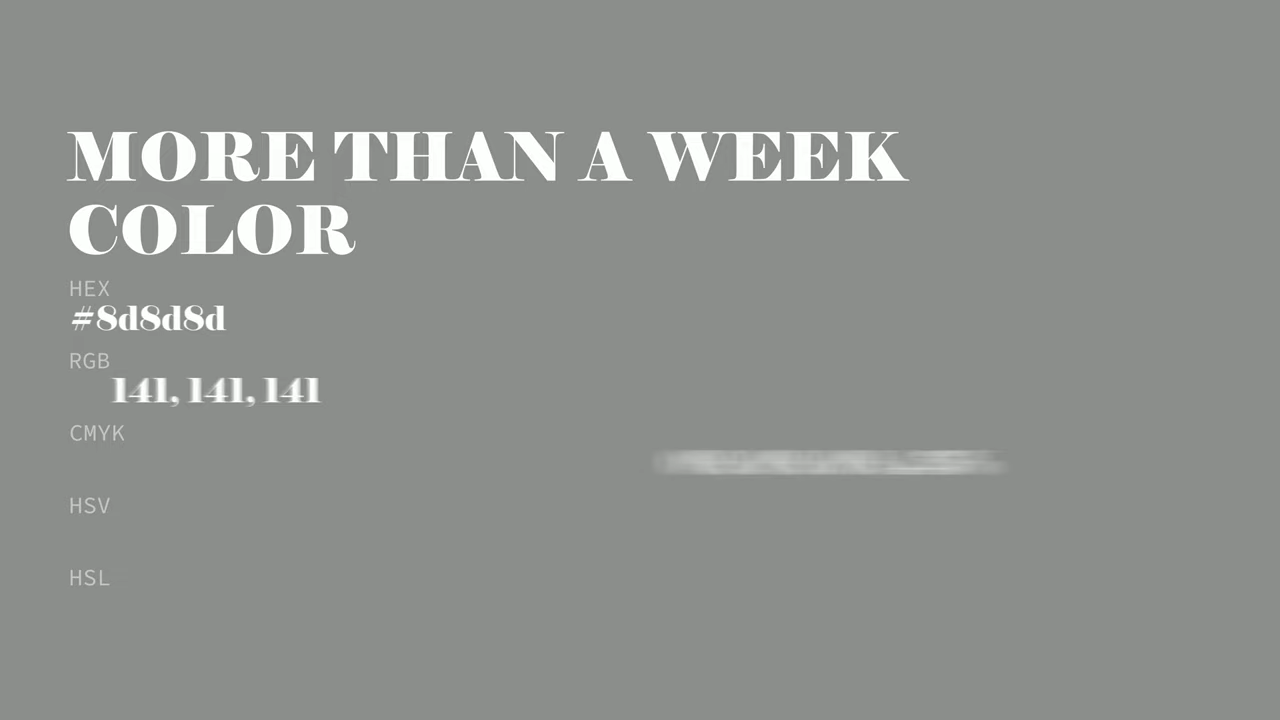 MORE THAN A WEEK
COLOR
HEX
#8d8d8d
RGB
141, 141, 141
CMYK
HSV
HSL